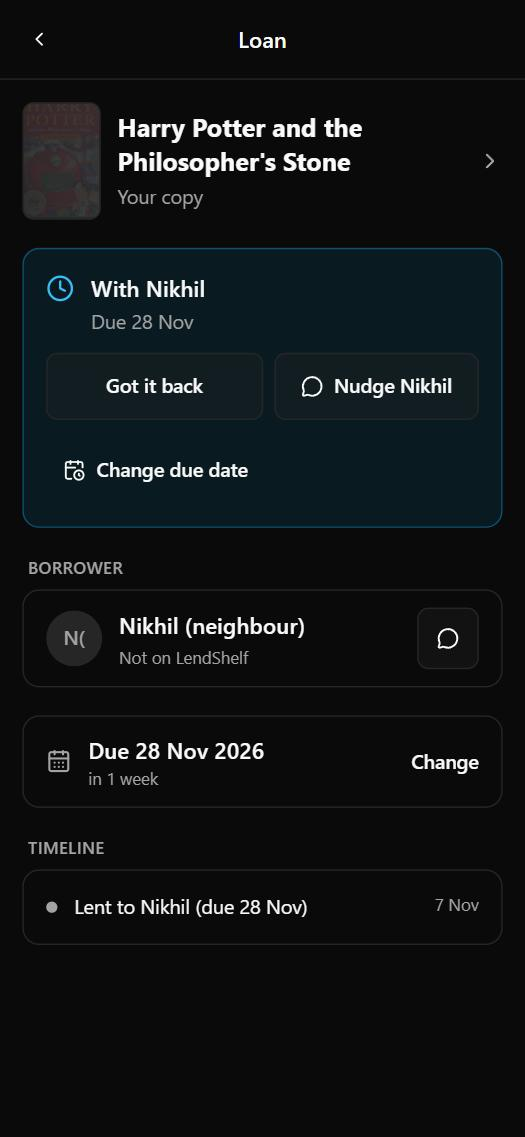 Loan
HARRY
POTTER
Harry Potter and the
Philosopher's Stone
Your copy
With Nikhil
Due 28 Nov
Got it back
Nudge Nikhil
Change due date
BORROWER
N(
Nikhil (neighbour)
Not on LendShelf
Due 28 Nov 2026
in 1 week
Change
TIMELINE
Lent to Nikhil (due 28 Nov)
7 Nov